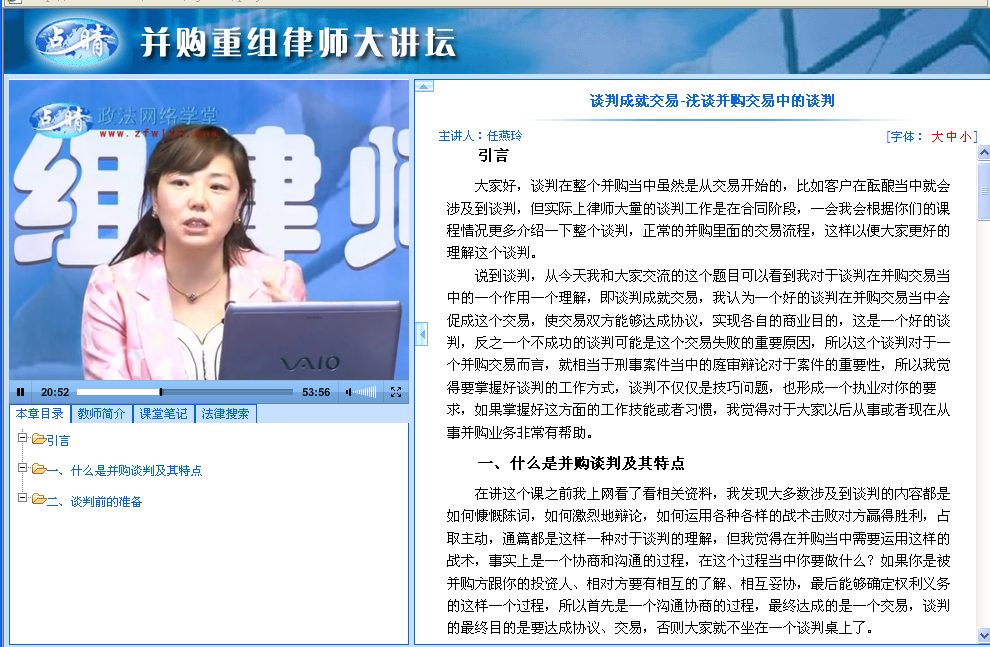 点睛
并购重组律师大讲坛
点睛
政法网络学堂
组律师
VAIO
20:52
53:56
本章目录
教师简介
课堂笔记
法律搜索
引言
一、什么是并购谈判及其特点
二、谈判前的准备
谈判成就交易-浅谈并购交易中的谈判
主讲人：任燕玲
[字体： 大 中 小]
引言
大家好，谈判在整个并购当中虽然是从交易开始的，比如客户在酝酿当中就会
涉及到谈判，但实际上律师大量的谈判工作是在合同阶段，一会我会根据你们的课
程情况更多介绍一下整个谈判，正常的并购里面的交易流程，这样以便大家更好的
理解这个谈判。
说到谈判，从今天我和大家交流的这个题目可以看到我对于谈判在并购交易当
中的一个作用一个理解，即谈判成就交易，我认为一个好的谈判在并购交易当中会
促成这个交易，使交易双方能够达成协议，实现各自的商业目的，这是一个好的谈
判，反之一个不成功的谈判可能是这个交易失败的重要原因，所以这个谈判对于一
个并购交易而言，就相当于刑事案件当中的庭审辩论对于案件的重要性，所以我觉
得要掌握好谈判的工作方式，谈判不仅仅是技巧问题，也形成一个执业对你的要
求，如果掌握好这方面的工作技能或者习惯，我觉得对于大家以后从事或者现在从
事并购业务非常有帮助。
一、什么是并购谈判及其特点
在讲这个课之前我上网看了看相关资料，我发现大多数涉及到谈判的内容都是
如何慷慨陈词，如何激烈地辩论，如何运用各种各样的战术击败对方赢得胜利，占
取主动，通篇都是这样一种对于谈判的理解，但我觉得在并购当中需要运用这样的
战术，事实上是一个协商和沟通的过程，在这个过程当中你要做什么？如果你是被
并购方跟你的投资人、相对方要有相互的了解、相互妥协，最后能够确定权利义务
的这样一个过程，所以首先是一个沟通协商的过程，最终达成的是一个交易，谈判
的最终目的是要达成协议、交易，否则大家就不坐在一个谈判桌上了。